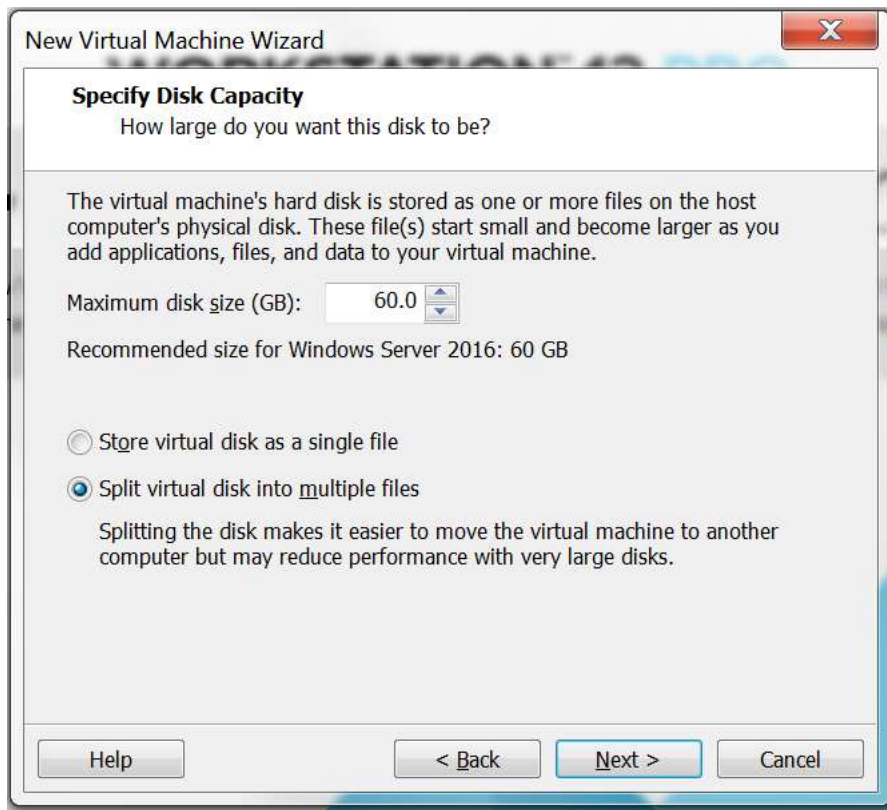 New Virtual Machine Wizard
Specify Disk Capacity
How large do you want this disk to be?
The virtual machine's hard disk is stored as one or more files on the host
computer's physical disk. These file(s) start small and become larger as you
add applications, files, and data to your virtual machine.
Maximum disk size (GB): 60.0
Recommended size for Windows Server 2016: 60 GB
Store virtual disk as a single file
Split virtual disk into multiple files
Splitting the disk makes it easier to move the virtual machine to another
computer but may reduce performance with very large disks.
Help < Back Next > Cancel